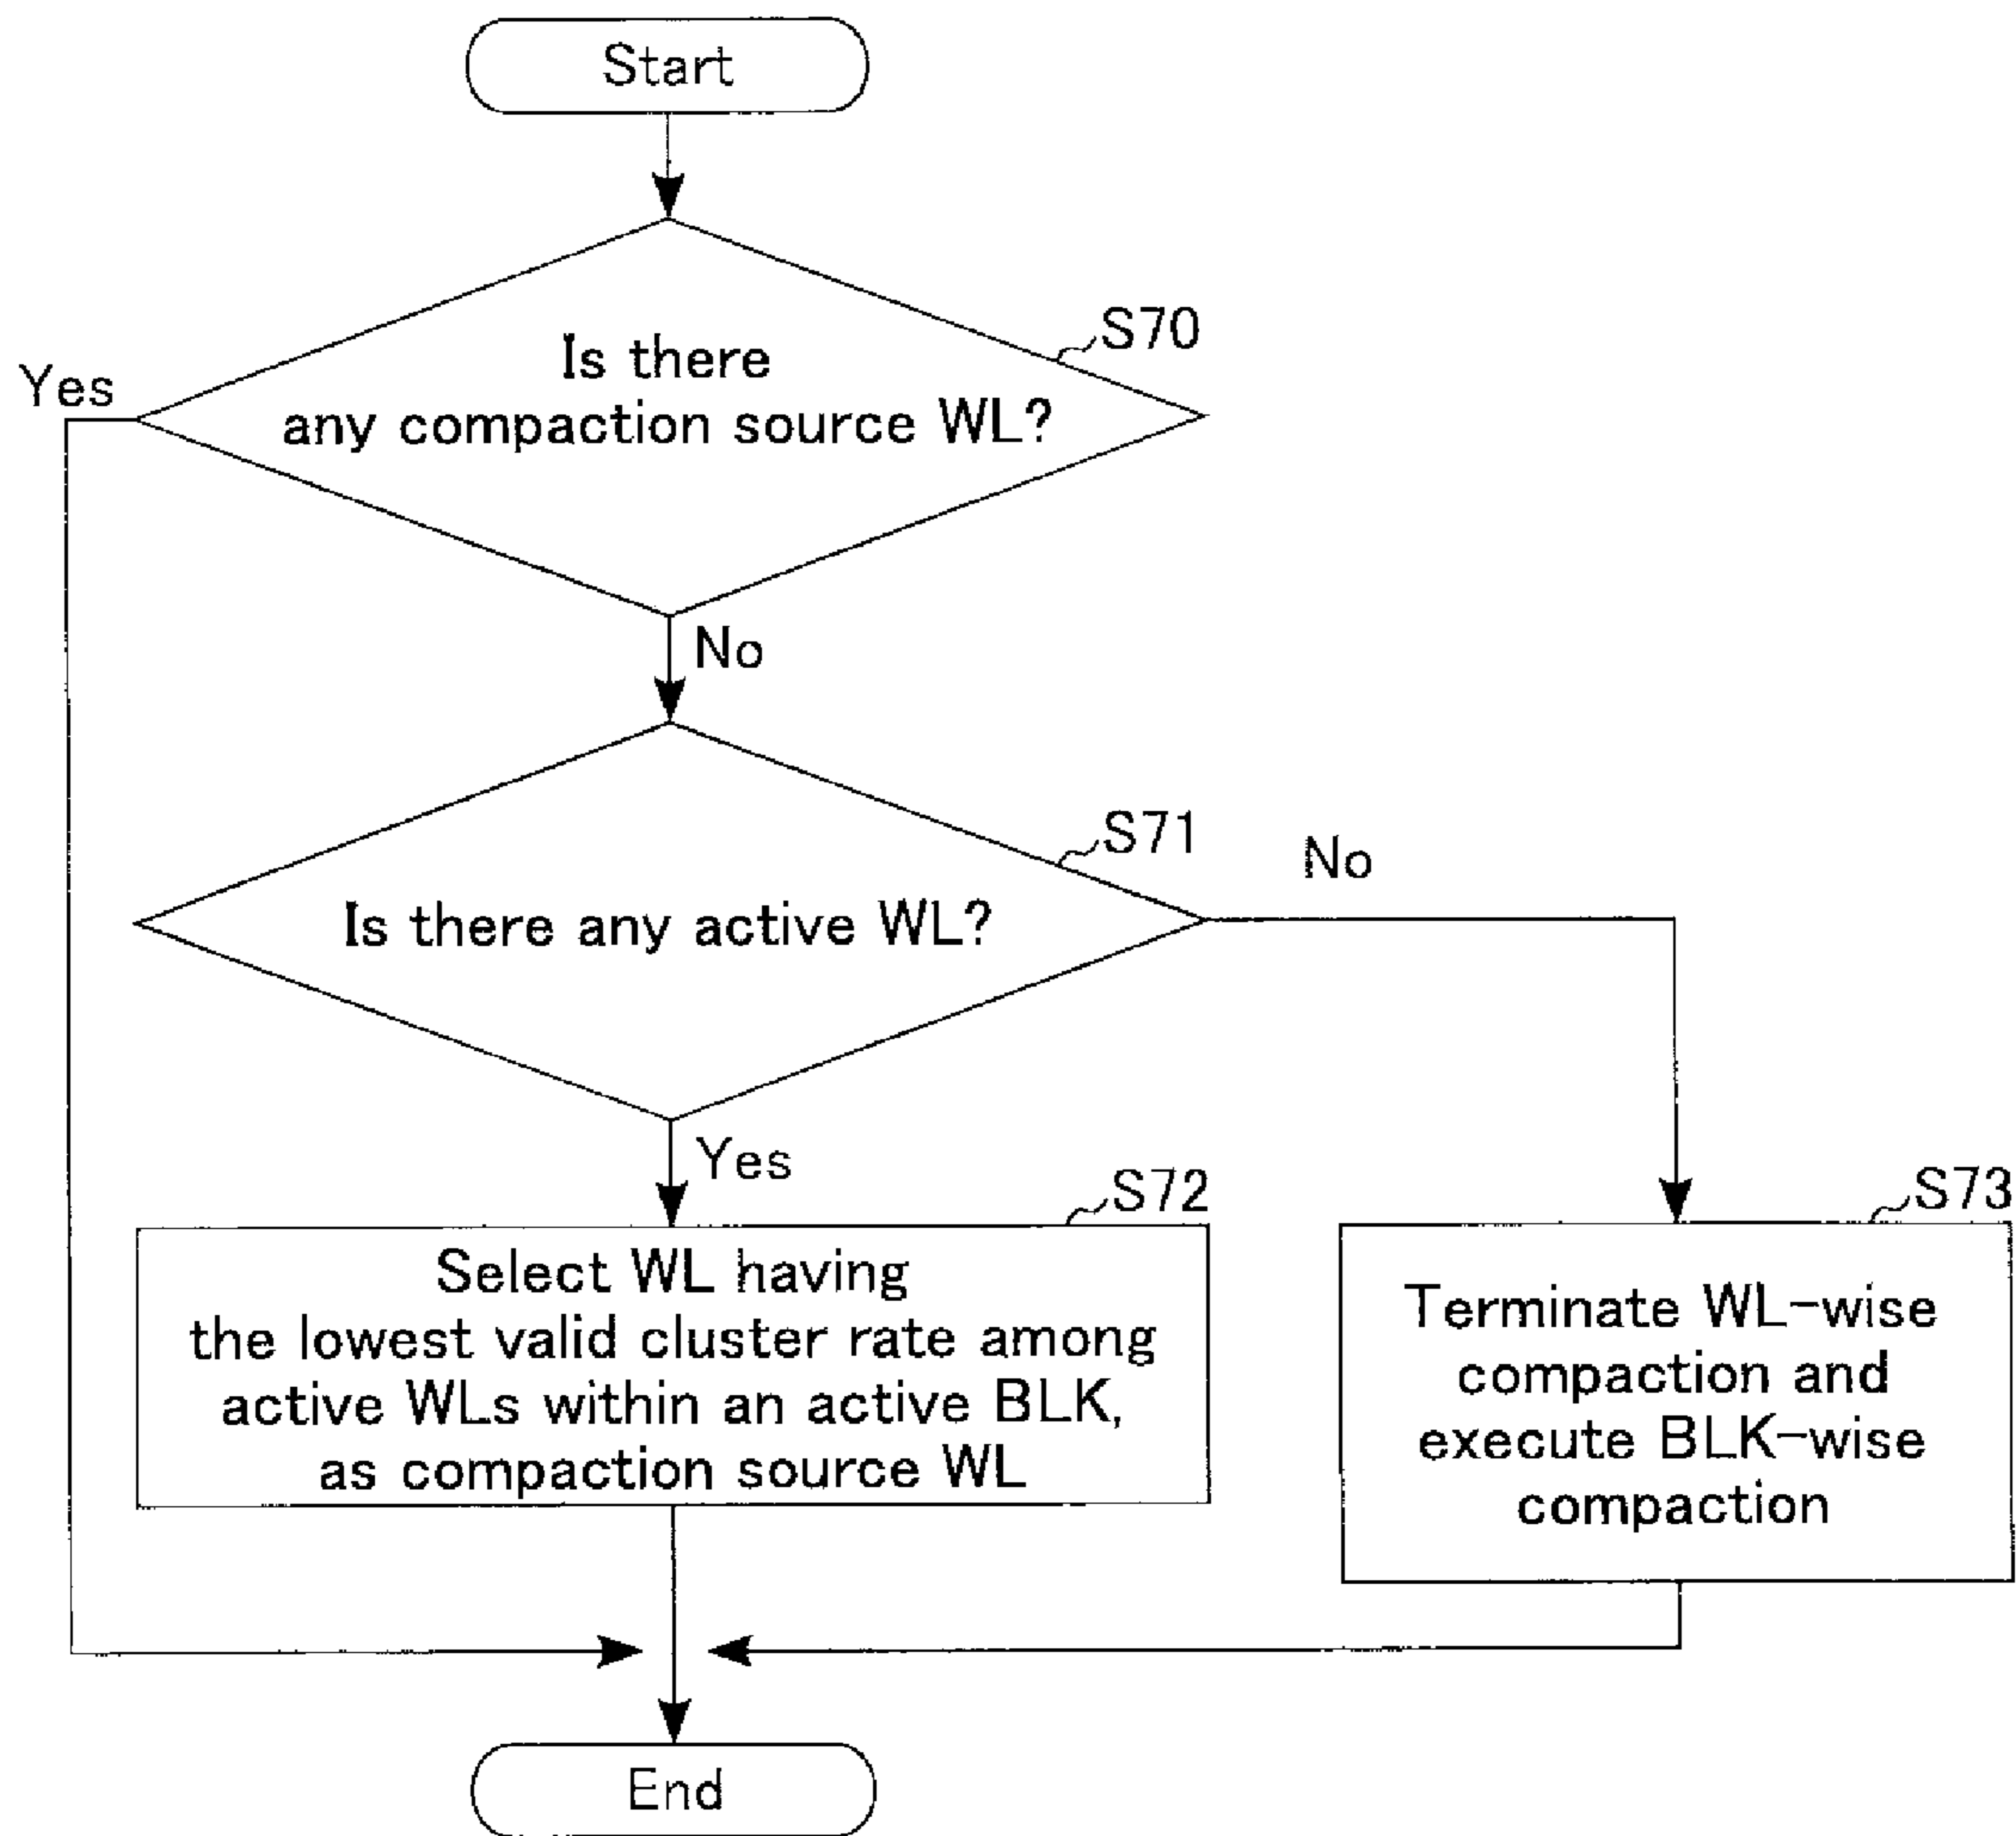 Start
S70
Is there
any compaction source WL?
Yes
No
S71
Is there any active WL?
No
Yes
S72
Select WL having
the lowest valid cluster rate among
active WLs within an active BLK,
as compaction source WL
S73
Terminate WL-wise
compaction and
execute BLK-wise
compaction
End